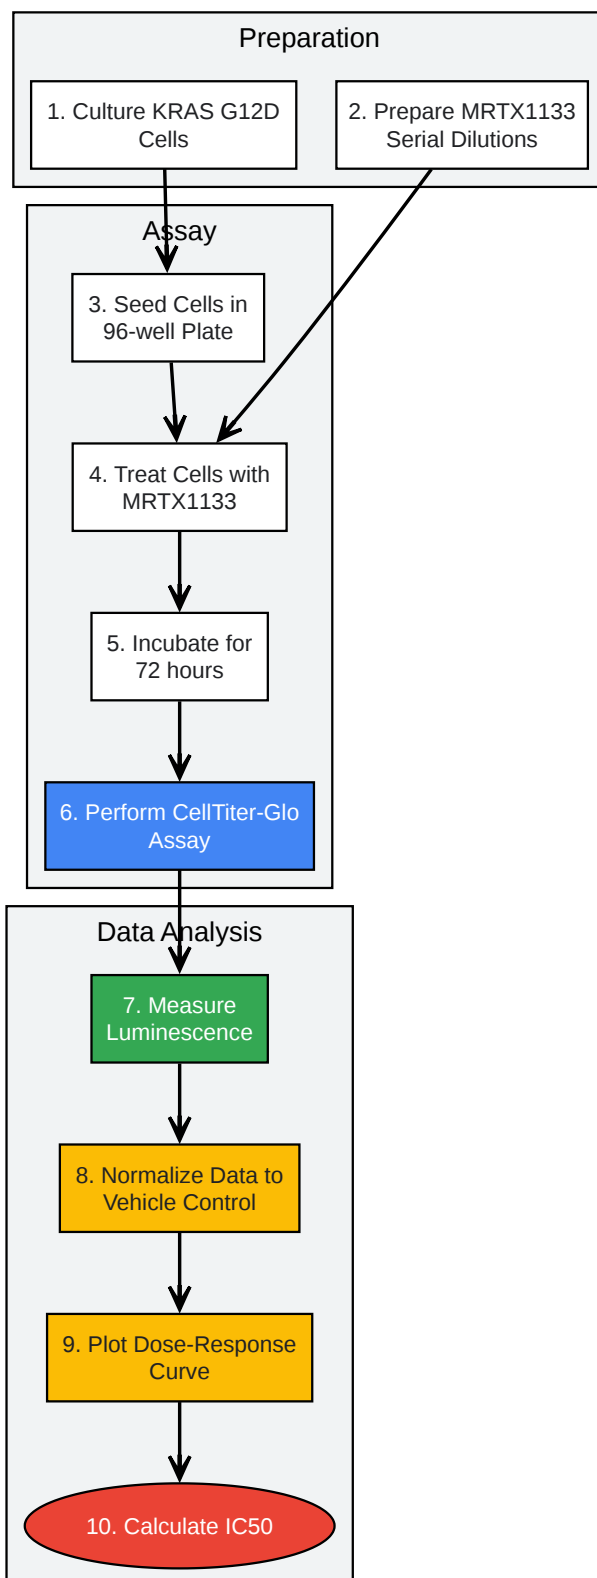 Preparation
1. Culture KRAS G12D
Cells
2. Prepare MRTX1133
Serial Dilutions
Assay
3. Seed Cells in
96-well Plate
4. Treat Cells with
MRTX1133
5. Incubate for
72 hours
6. Perform CellTiter-Glo
Assay
Data Analysis
7. Measure
Luminescence
8. Normalize Data to
Vehicle Control
9. Plot Dose-Response
Curve
10. Calculate IC50